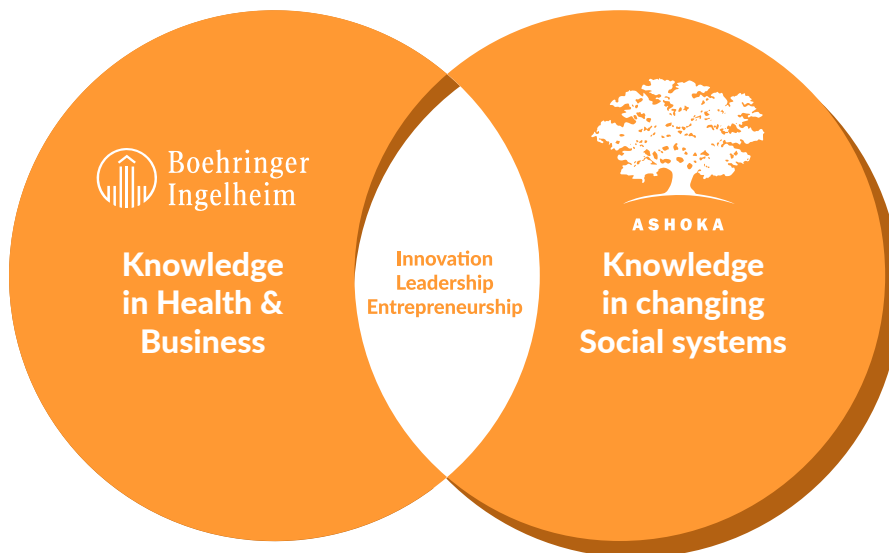 Boehringer
Ingelheim
Knowledge
in Health &
Business
Innovation
Leadership
Entrepreneurship
ASHOKA
Knowledge
in changing
Social systems